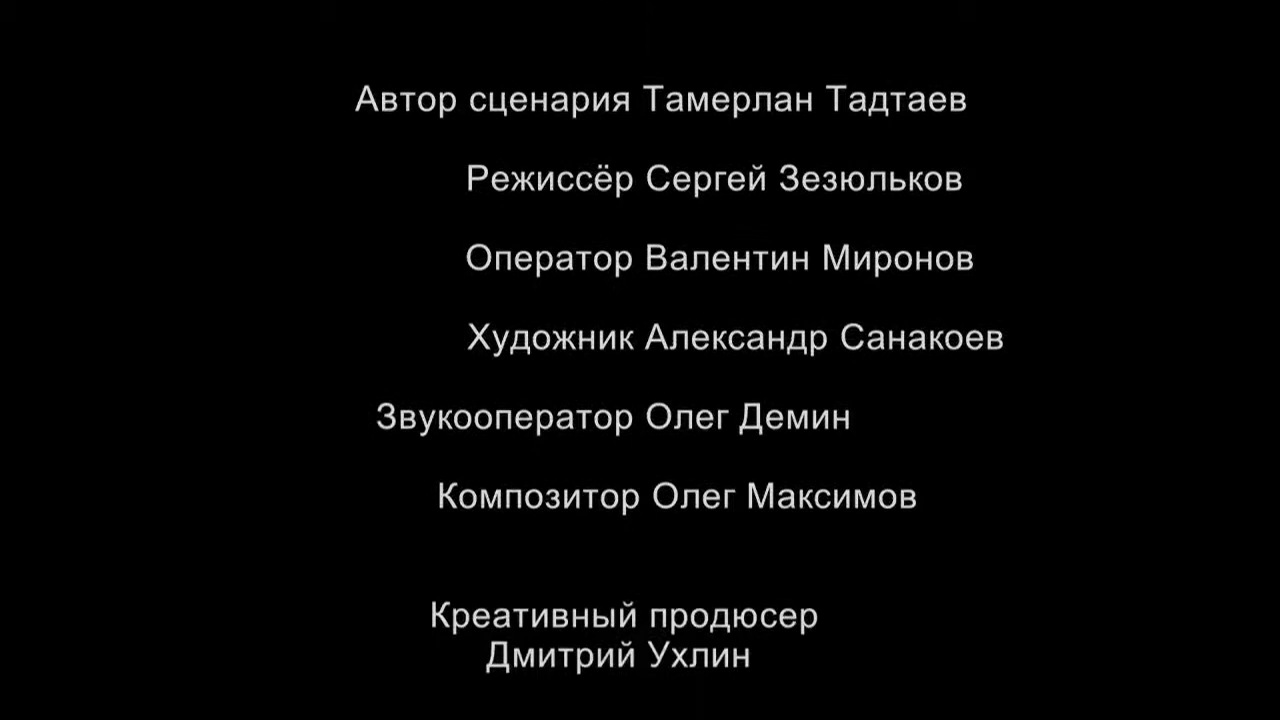 Автор сценария Тамерлан Тадтаев
Режиссёр Сергей Зезюльков
Оператор Валентин Миронов
Художник Александр Санакоев
Звукооператор Олег Демин
Композитор Олег Максимов
Креативный продюсер
Дмитрий Ухлин